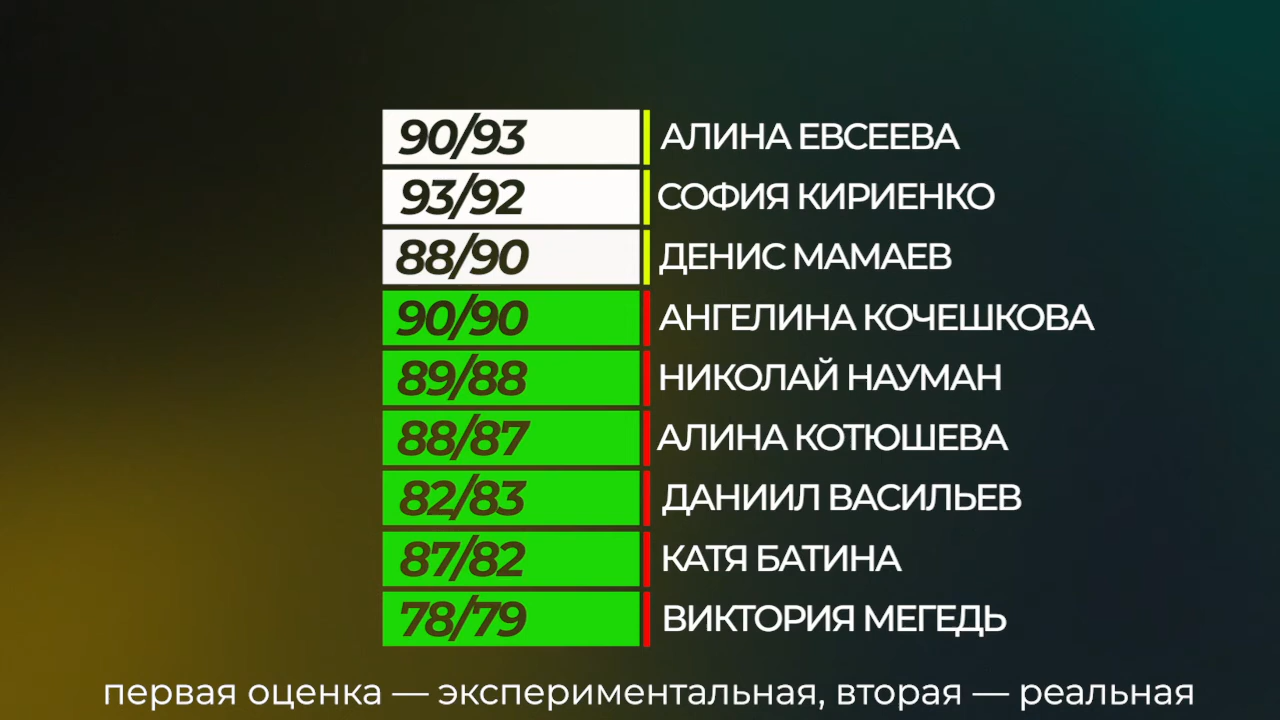 90/93 АЛИНА ЕВСЕЕВА
93/92 СОФИЯ КИРИЕНКО
88/90 ДЕНИС МАМАЕВ
90/90 АНГЕЛИНА КОЧЕШКОВА
89/88 НИКОЛАЙ НАУМАН
88/87 АЛИНА КОТЮШЕВА
82/83 ДАНИИЛ ВАСИЛЬЕВ
87/82 КАТЯ БАТИНА
78/79 ВИКТОРИЯ МЕГЕДЬ
первая оценка — экспериментальная, вторая — реальная